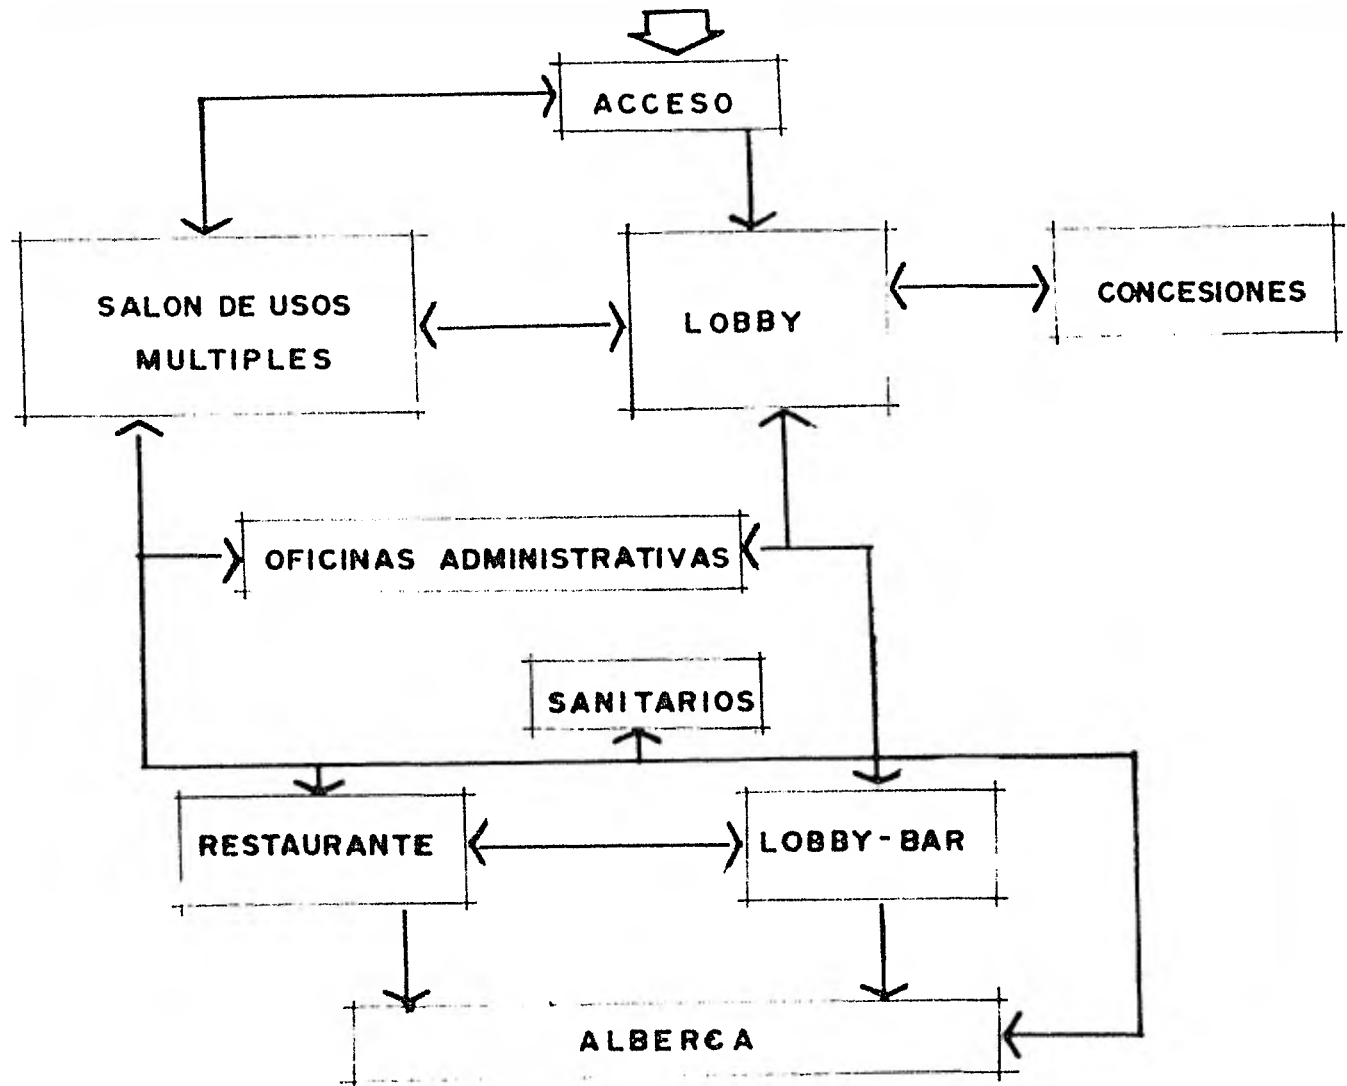 ACCESO
SALON DE USOS
MULTIPLES
LOBBY
CONCESIONES
OFICINAS ADMINISTRATIVAS
SANITARIOS
RESTAURANTE
LOBBY-BAR
ALBERCA